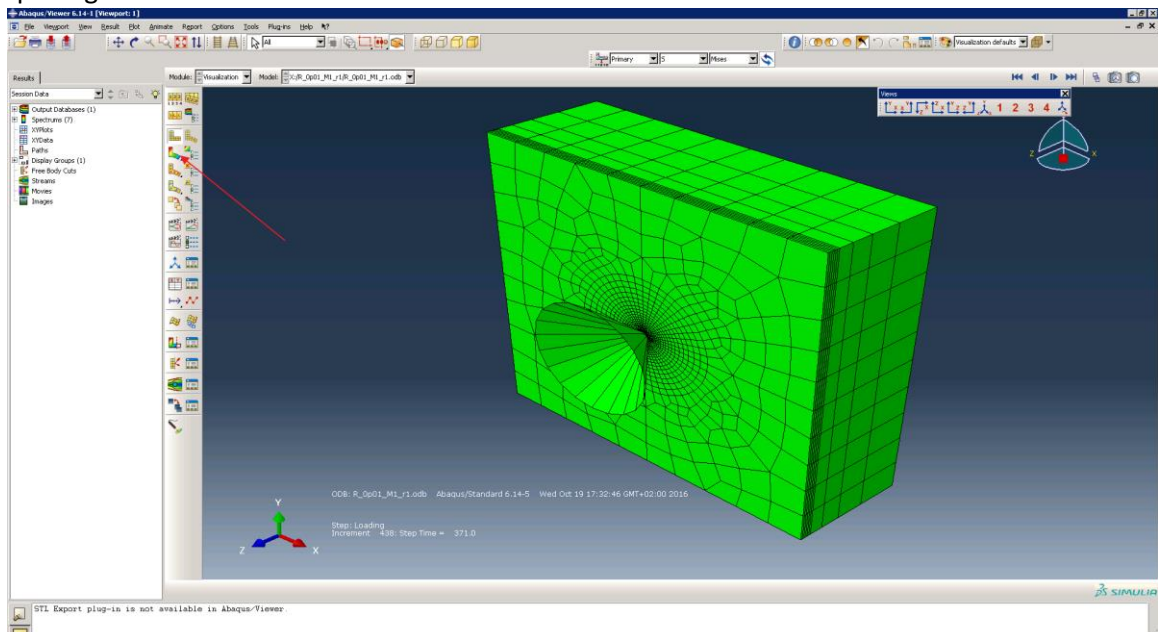 Abaqus/Viewer 6.14-1 [Viewport: 1]
File Viewport View Result Plot Animate Report Options Tools Plug-ins Help
All
Visualization defaults
Primary S Mises
Results
Module: Visualization Model: X:/R_0p01_M1_r1/R_0p01_M1_r1.odb
Session Data
Output Databases (1)
Spectrums (7)
XYPlots
XYData
Paths
Display Groups (1)
Free Body Cuts
Streams
Movies
Images
Views
1 2 3 4
Z X
ODB: R_0p01_M1_r1.odb Abaqus/Standard 6.14-5 Wed Oct 19 17:32:46 GMT+02:00 2016
Step: Loading
Increment 438: Step Time = 371.0
Y
Z X
SIMULIA
STL Export plug-in is not available in Abaqus/Viewer